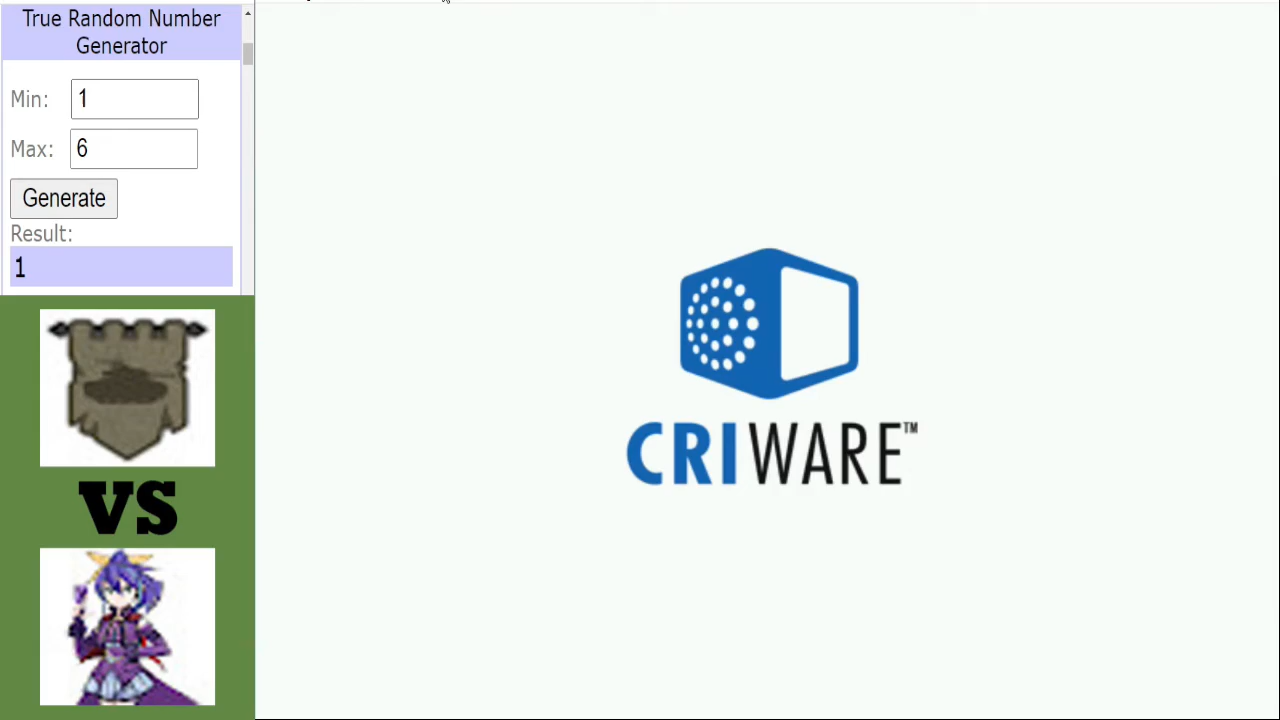 True Random Number
Generator
Min: 1
Max: 6
Generate
Result:
1
VS
CRIWARE™